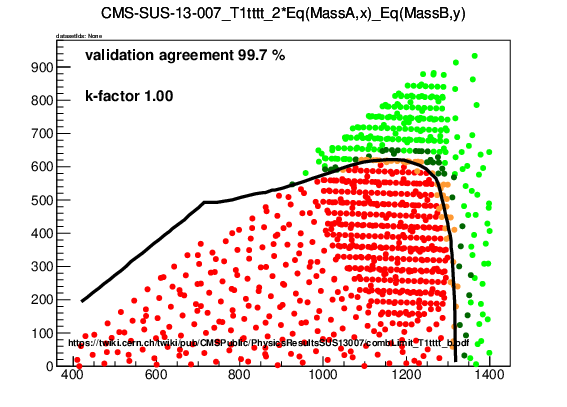 CMS-SUS-13-007_T1tttt_2*Eq(MassA,x)_Eq(MassB,y)
datasetIds: None
validation agreement 99.7 %
k-factor 1.00
900
800
700
600
500
400
300
200
100
https://twiki.cern.ch/twiki/pub/CMSPublic/PhysicsResultsSUS13007/combLimit_T1tttt_b.pdf
0
400 600 800 1000 1200 1400